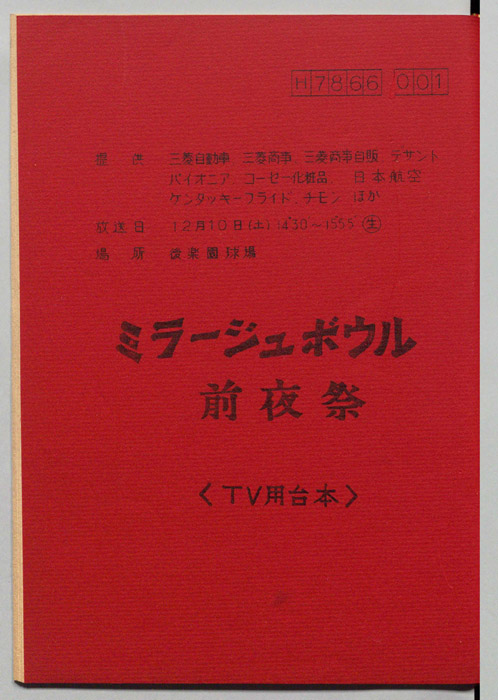 H7866 001
提供 三菱自動車 三菱商事 三菱商事自販 デサント
パイオニア コーセー化粧品 日本航空
ケンタッキーフライド チモン ほか
放送日 12月10日(土) 1430～1555 生
場所 後楽園球場
ミラージュボウル
前夜祭
〈TV用台本〉